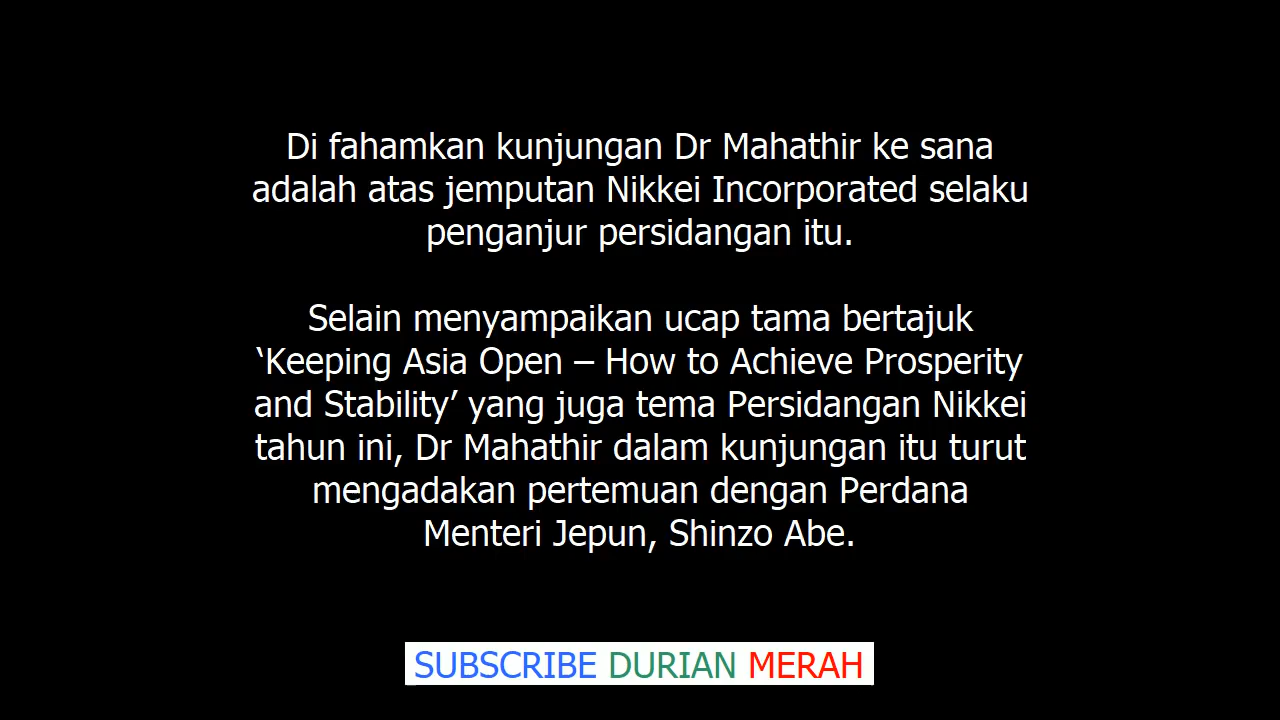 Di fahamkan kunjungan Dr Mahathir ke sana
adalah atas jemputan Nikkei Incorporated selaku
penganjur persidangan itu.
Selain menyampaikan ucap tama bertajuk
‘Keeping Asia Open – How to Achieve Prosperity
and Stability’ yang juga tema Persidangan Nikkei
tahun ini, Dr Mahathir dalam kunjungan itu turut
mengadakan pertemuan dengan Perdana
Menteri Jepun, Shinzo Abe.
SUBSCRIBE DURIAN MERAH